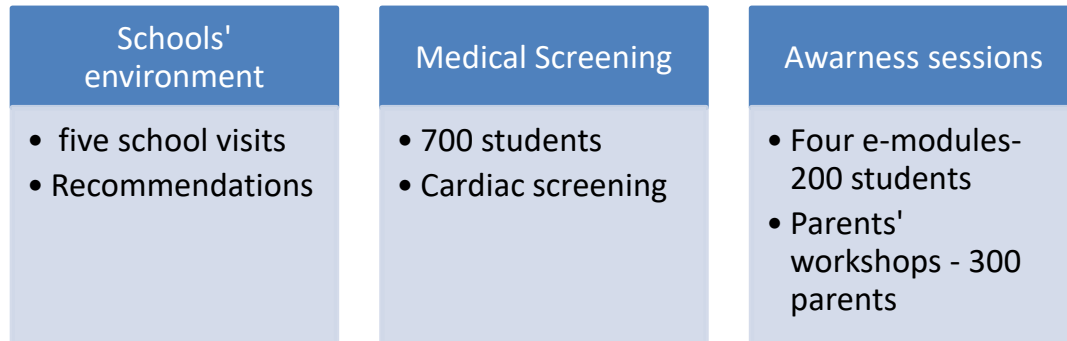 Schools'
environment
• five school visits
• Recommendations
Medical Screening
• 700 students
• Cardiac screening
Awarness sessions
• Four e-modules-
200 students
• Parents'
workshops - 300
parents